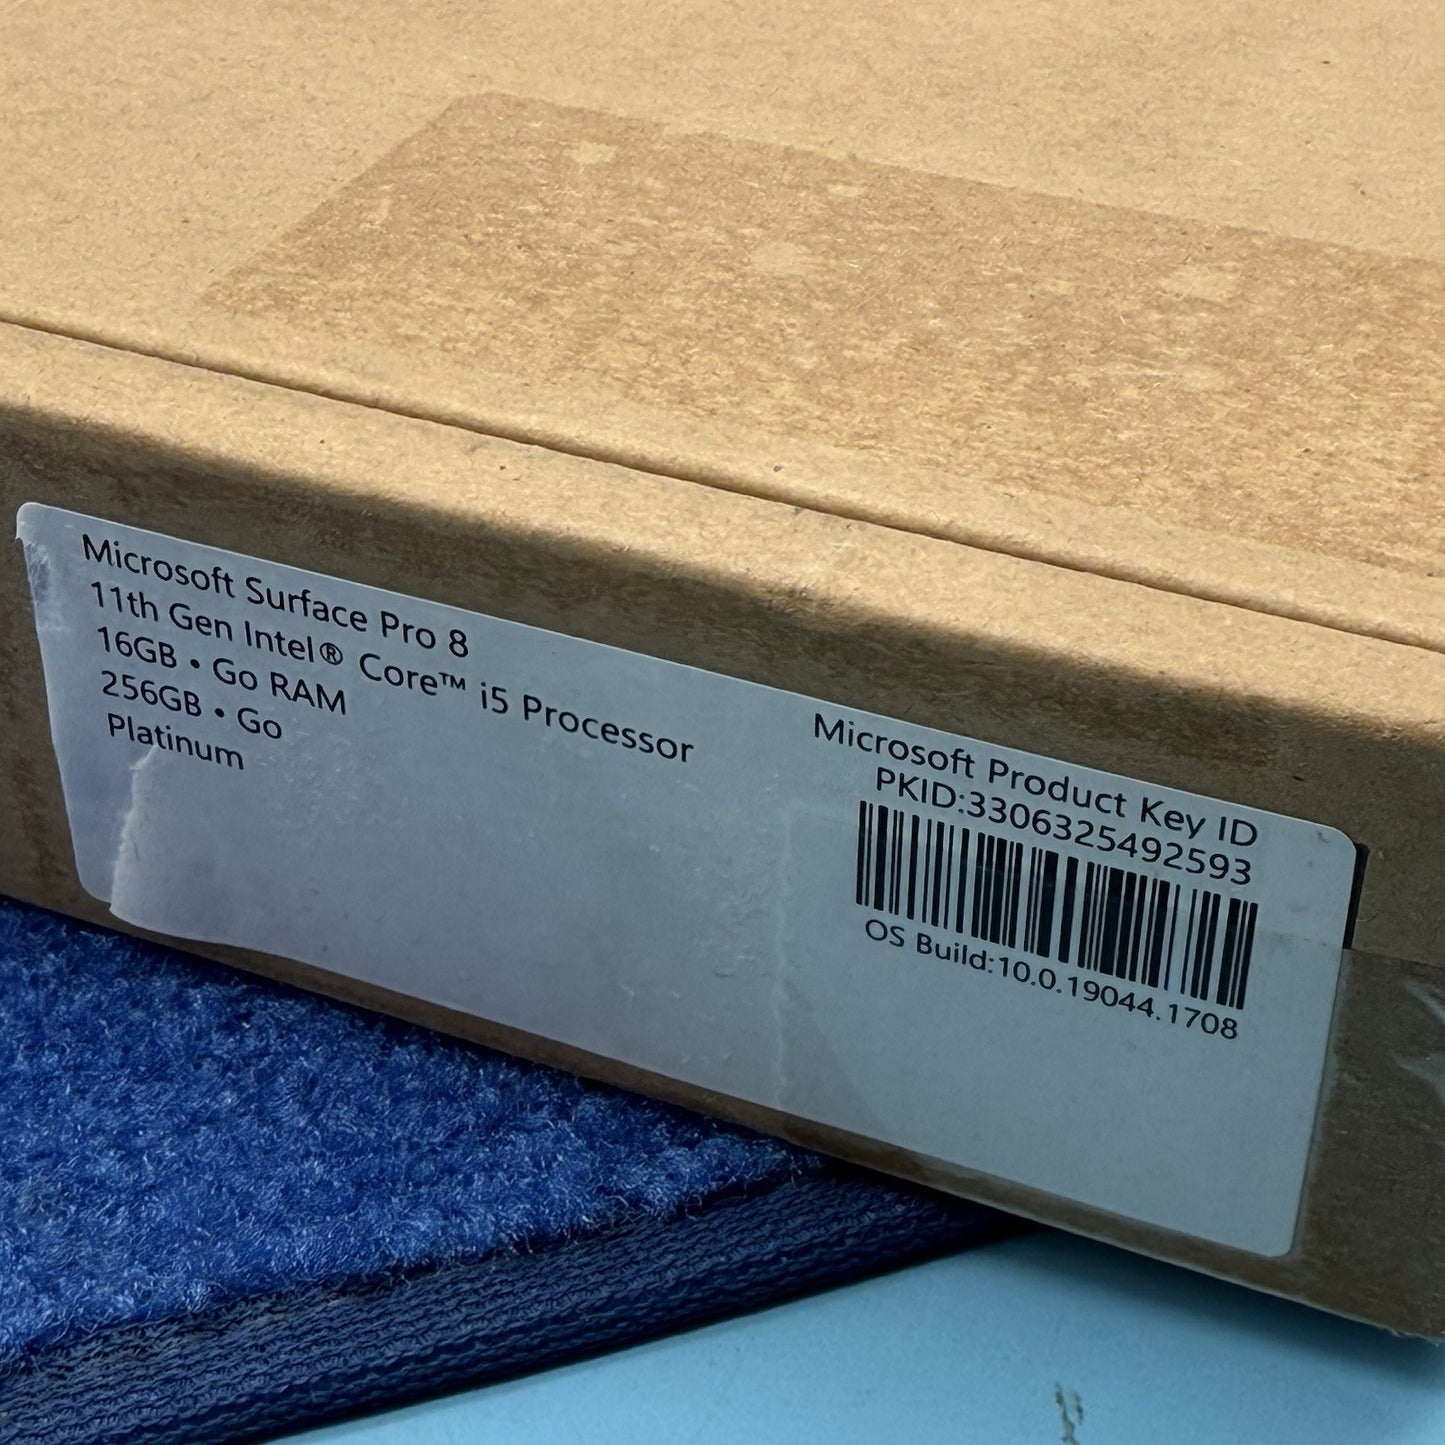 Microsoft Surface Pro 8
11th Gen Intel® Core™ i5 Processor
16GB • Go RAM
256GB • Go
Platinum
Microsoft Product Key ID
PKID:3306325492593
OS Build:10.0.19044.1708